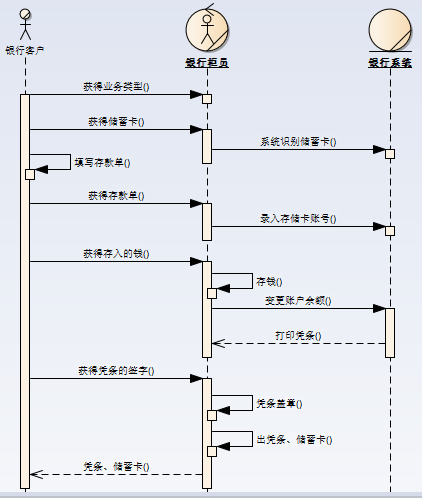 银行客户
银行柜员
银行系统
获得业务类型()
获得储蓄卡()
系统识别储蓄卡()
填写存款单()
获得存款单()
录入存储卡账号()
获得存入的钱()
存钱()
变更账户余额()
打印凭条()
获得凭条的签字()
凭条盖章()
出凭条、储蓄卡()
凭条、储蓄卡()